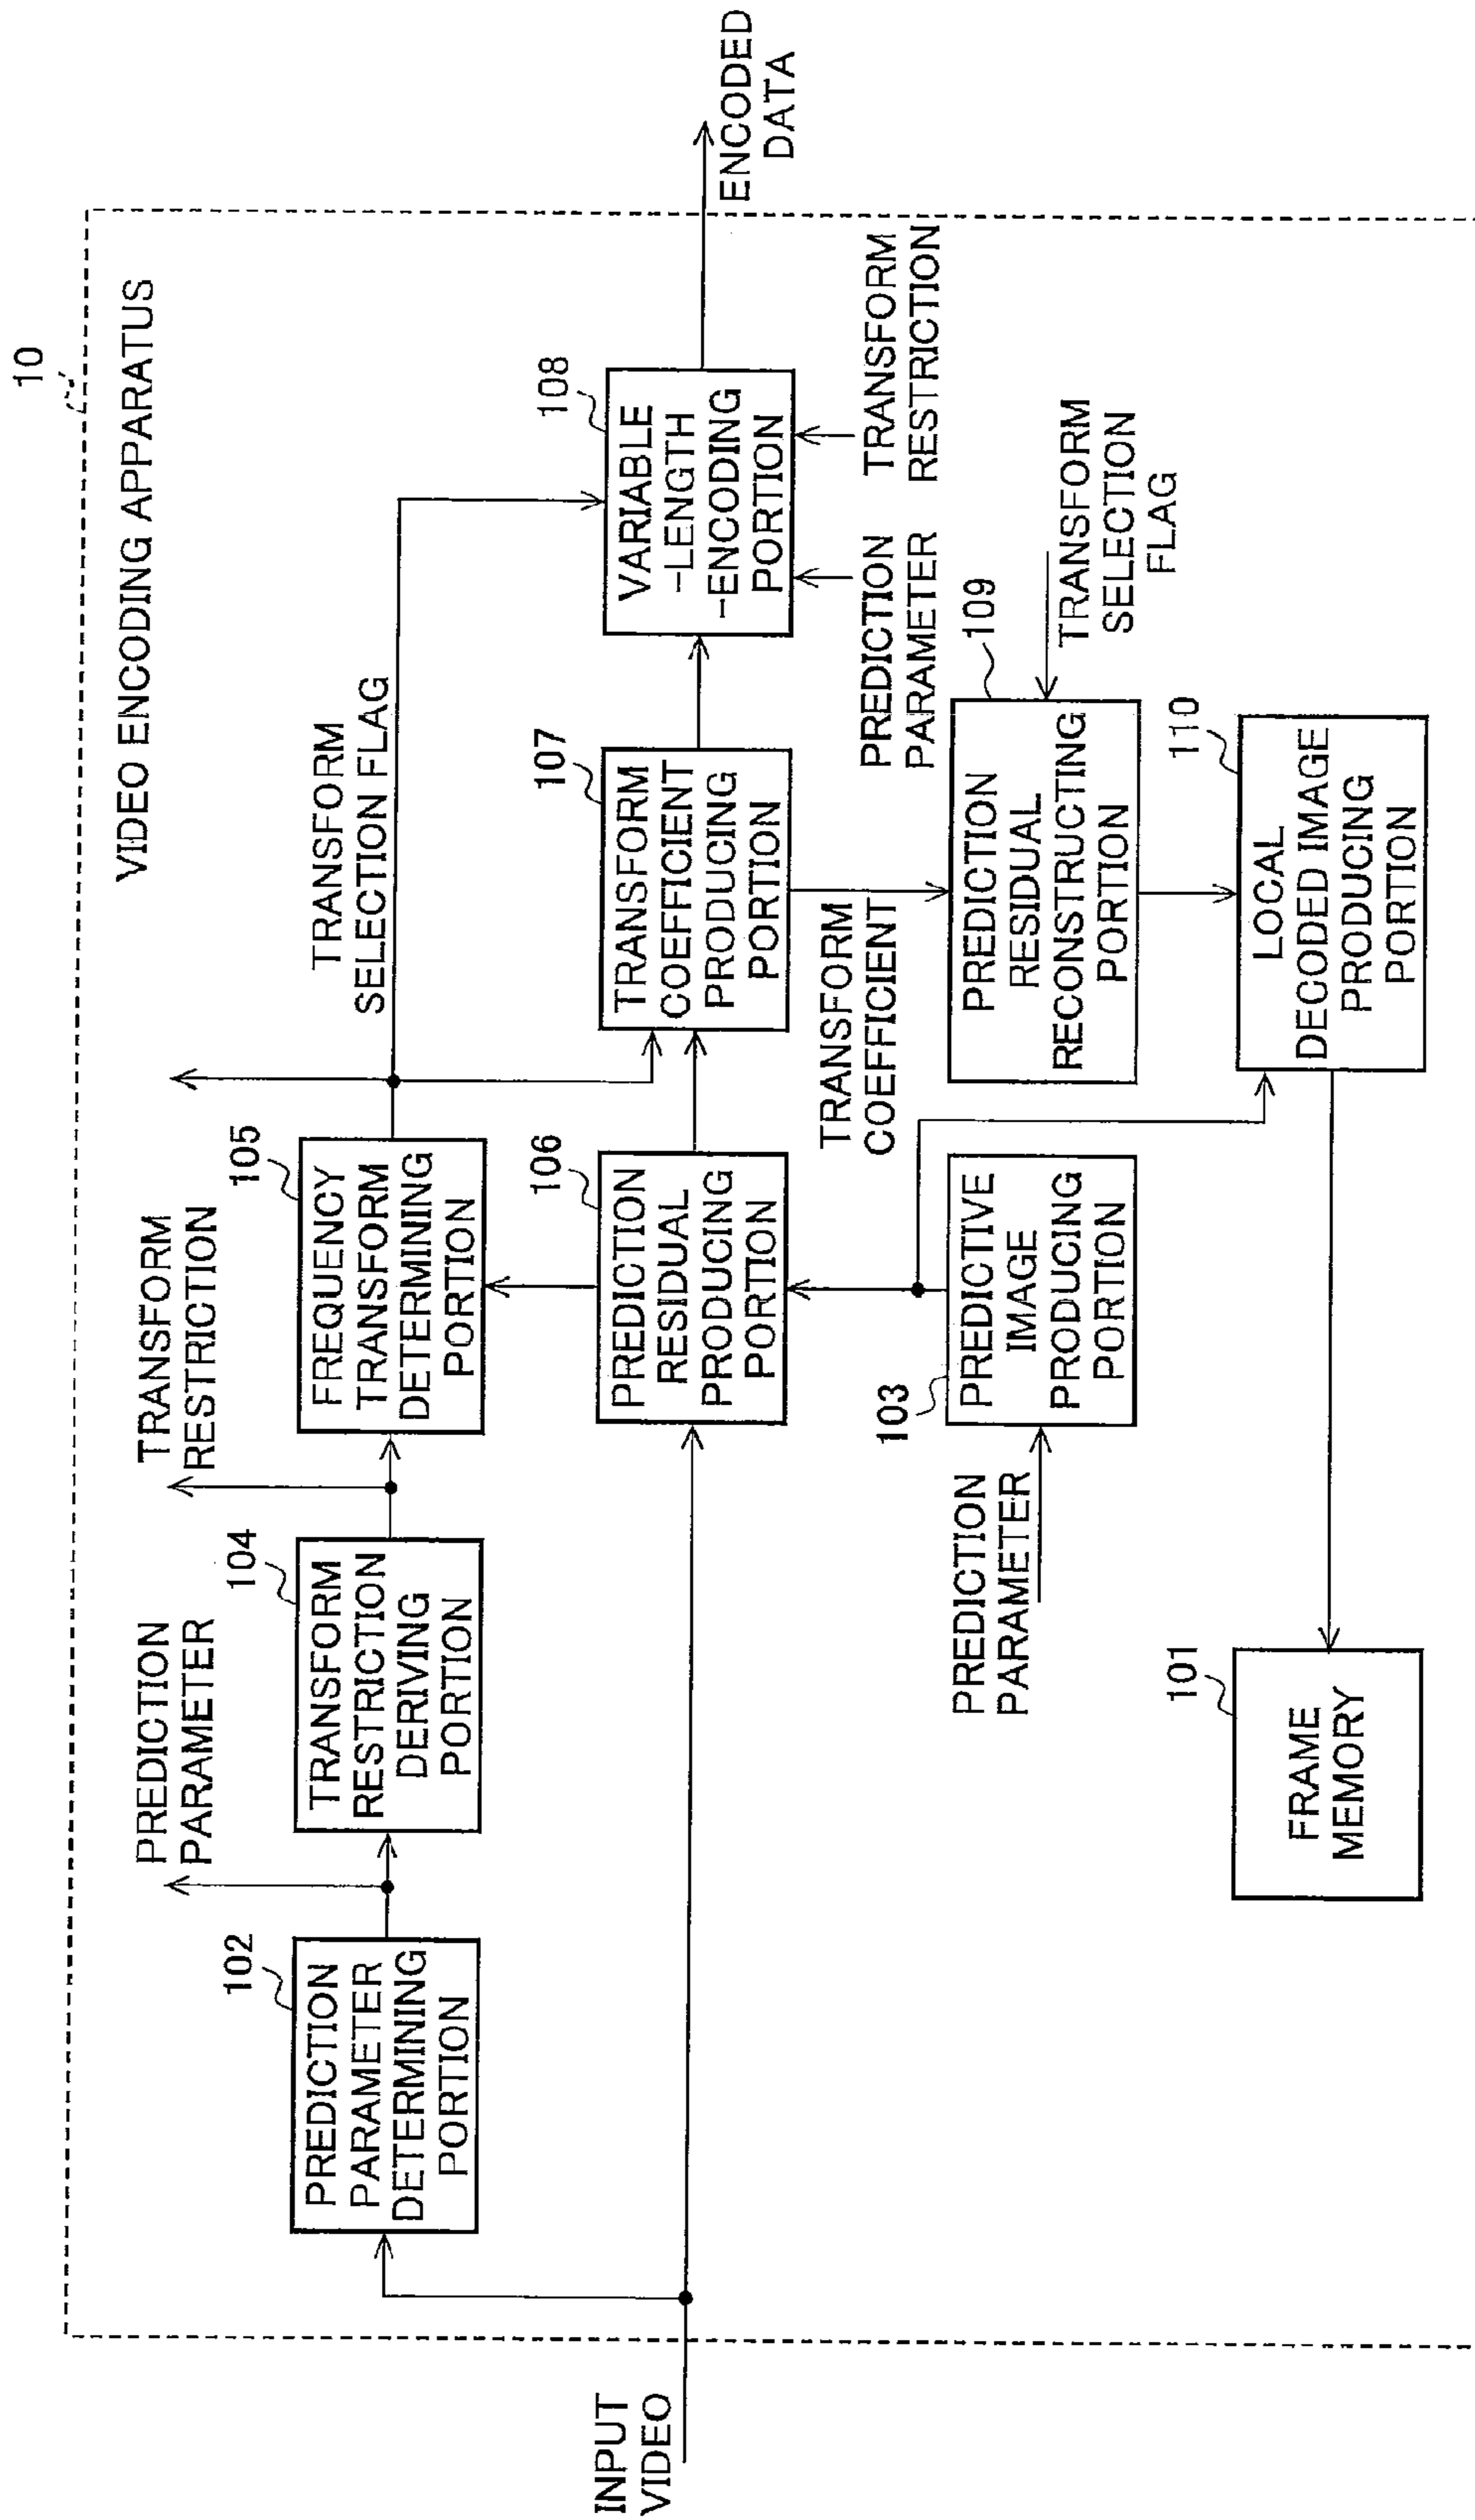 10
VIDEO ENCODING APPARATUS
PREDICTION
PARAMETER
TRANSFORM
RESTRICTION
TRANSFORM
SELECTION FLAG
102
PREDICTION
PARAMETER
DETERMINING
PORTION
104
TRANSFORM
RESTRICTION
DERIVING
PORTION
105
FREQUENCY
TRANSFORM
DETERMINING
PORTION
INPUT
VIDEO
106
PREDICTION
RESIDUAL
PRODUCING
PORTION
107
TRANSFORM
COEFFICIENT
PRODUCING
PORTION
108
VARIABLE
-LENGTH
-ENCODING
PORTION
ENCODED
DATA
TRANSFORM
COEFFICIENT
PREDICTION
PARAMETER
TRANSFORM
RESTRICTION
PREDICTION
PARAMETER
103
PREDICTIVE
IMAGE
PRODUCING
PORTION
109
PREDICTION
RESIDUAL
RECONSTRUCTING
PORTION
TRANSFORM
SELECTION
FLAG
101
FRAME
MEMORY
110
LOCAL
DECODED IMAGE
PRODUCING
PORTION